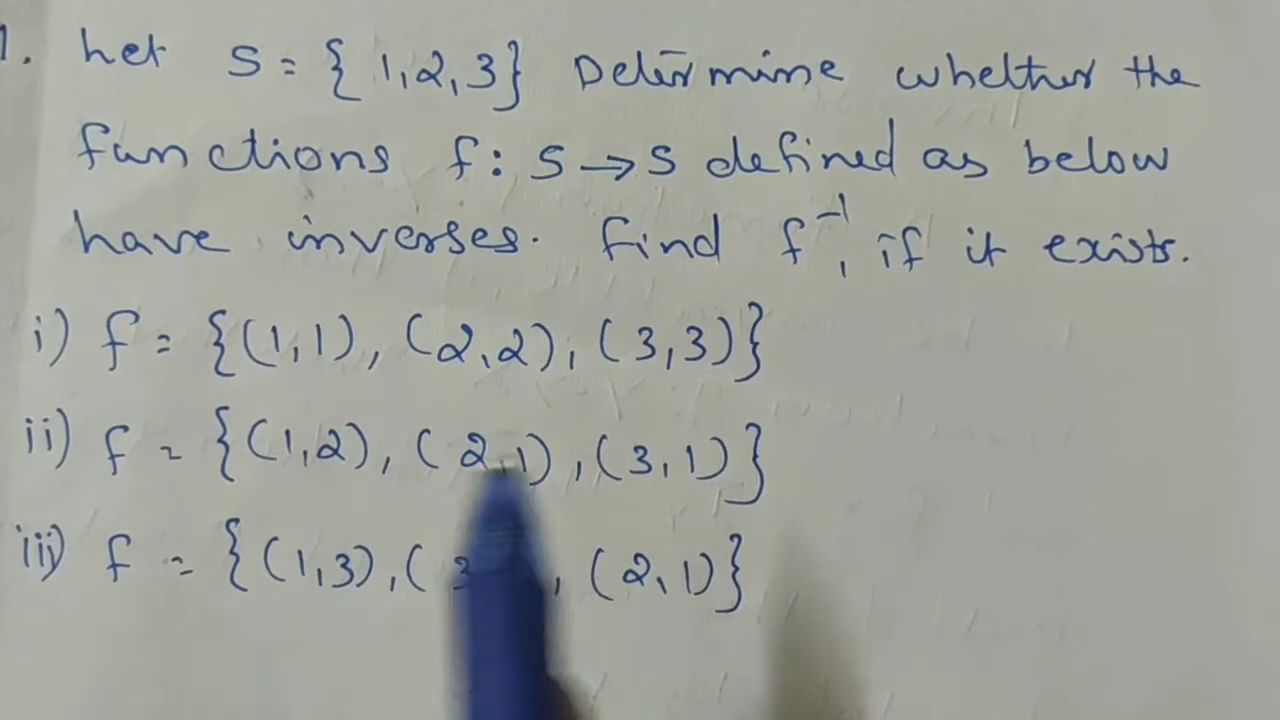 1. Let S = { 1,2,3} Determine whether the
functions f : S → S defined as below
have inverses. Find f⁻¹, if it exists.
i) f = {(1,1), (2,2), (3,3)}
ii) f = {(1,2), (2,1), (3,1)}
iii) f = {(1,3), ( , (2,1)}